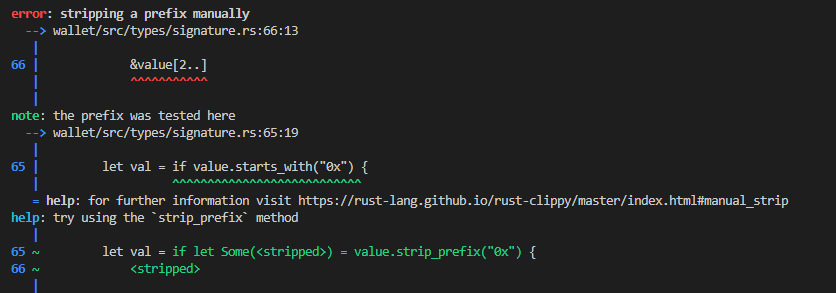 error: stripping a prefix manually
  --> wallet/src/types/signature.rs:66:13
   |
66 |             &value[2..]
   |             ^^^^^^^^^^^
   |
note: the prefix was tested here
  --> wallet/src/types/signature.rs:65:19
   |
65 |         let val = if value.starts_with("0x") {
   |                   ^^^^^^^^^^^^^^^^^^^^^^^^^^^
   = help: for further information visit https://rust-lang.github.io/rust-clippy/master/index.html#manual_strip
help: try using the `strip_prefix` method
   |
65 ~         let val = if let Some(<stripped>) = value.strip_prefix("0x") {
66 ~             <stripped>
   |